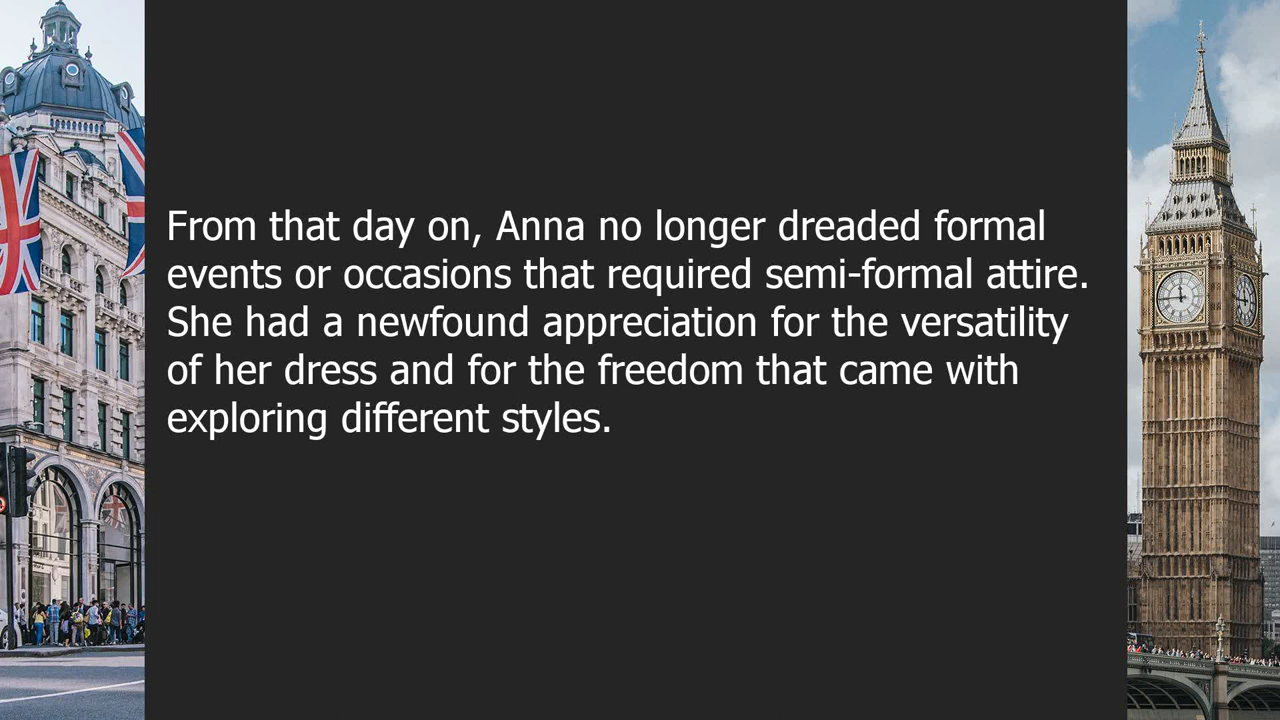 From that day on, Anna no longer dreaded formal
events or occasions that required semi-formal attire.
She had a newfound appreciation for the versatility
of her dress and for the freedom that came with
exploring different styles.